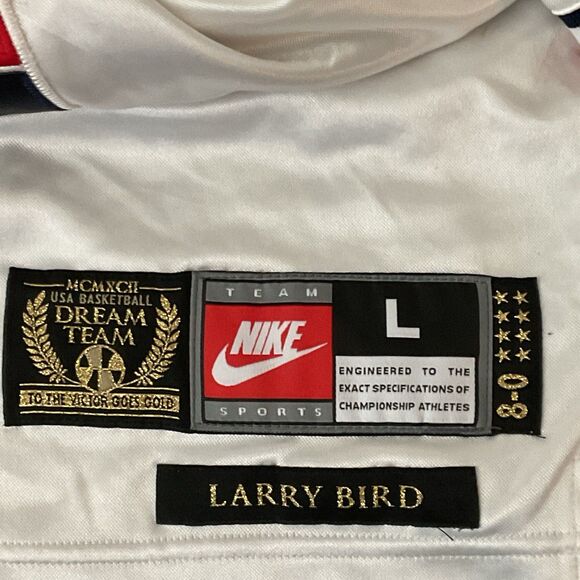 MCMXCII
USA BASKETBALL
DREAM
TEAM
TO THE VICTOR GOES GOLD
TEAM
NIKE
SPORTS
L
ENGINEERED TO THE
EXACT SPECIFICATIONS OF
CHAMPIONSHIP ATHLETES
8-0
LARRY BIRD